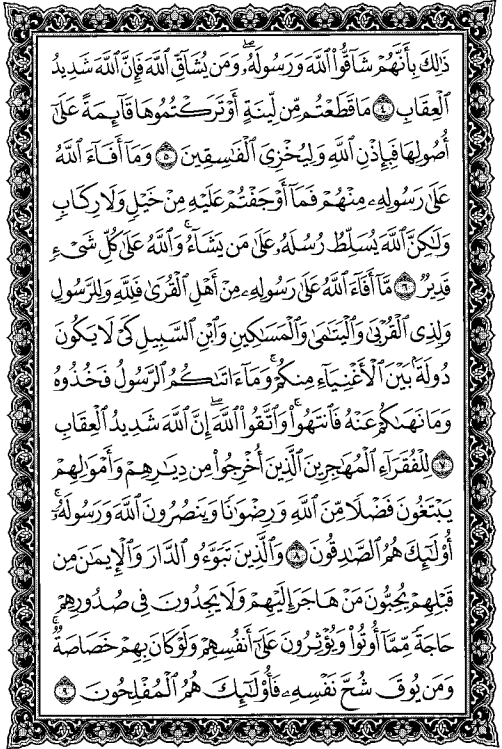 ذَٰلِكَ بِأَنَّهُمْ شَاقُّوا۟ ٱللَّهَ وَرَسُولَهُۥ ۖ وَمَن يُشَاقِّ ٱللَّهَ فَإِنَّ ٱللَّهَ شَدِيدُ
ٱلْعِقَابِ ٤ مَا قَطَعْتُم مِّن لِّينَةٍ أَوْ تَرَكْتُمُوهَا قَآئِمَةً عَلَىٰٓ
أُصُولِهَا فَبِإِذْنِ ٱللَّهِ وَلِيُخْزِىَ ٱلْفَٰسِقِينَ ٥ وَمَآ أَفَآءَ ٱللَّهُ
عَلَىٰ رَسُولِهِۦ مِنْهُمْ فَمَآ أَوْجَفْتُمْ عَلَيْهِ مِنْ خَيْلٍ وَلَا رِكَابٍ
وَلَٰكِنَّ ٱللَّهَ يُسَلِّطُ رُسُلَهُۥ عَلَىٰ مَن يَشَآءُ ۚ وَٱللَّهُ عَلَىٰ كُلِّ شَىْءٍ
قَدِيرٌ ٦ مَّآ أَفَآءَ ٱللَّهُ عَلَىٰ رَسُولِهِۦ مِنْ أَهْلِ ٱلْقُرَىٰ فَلِلَّهِ وَلِلرَّسُولِ
وَلِذِى ٱلْقُرْبَىٰ وَٱلْيَتَٰمَىٰ وَٱلْمَسَٰكِينِ وَٱبْنِ ٱلسَّبِيلِ كَىْ لَا يَكُونَ
دُولَةًۢ بَيْنَ ٱلْأَغْنِيَآءِ مِنكُمْ ۚ وَمَآ ءَاتَىٰكُمُ ٱلرَّسُولُ فَخُذُوهُ
وَمَا نَهَىٰكُمْ عَنْهُ فَٱنتَهُوا۟ ۚ وَٱتَّقُوا۟ ٱللَّهَ ۖ إِنَّ ٱللَّهَ شَدِيدُ ٱلْعِقَابِ
٧ لِلْفُقَرَآءِ ٱلْمُهَٰجِرِينَ ٱلَّذِينَ أُخْرِجُوا۟ مِن دِيَٰرِهِمْ وَأَمْوَٰلِهِمْ
يَبْتَغُونَ فَضْلًا مِّنَ ٱللَّهِ وَرِضْوَٰنًا وَيَنصُرُونَ ٱللَّهَ وَرَسُولَهُۥٓ ۚ
أُو۟لَٰٓئِكَ هُمُ ٱلصَّٰدِقُونَ ٨ وَٱلَّذِينَ تَبَوَّءُو ٱلدَّارَ وَٱلْإِيمَٰنَ مِن
قَبْلِهِمْ يُحِبُّونَ مَنْ هَاجَرَ إِلَيْهِمْ وَلَا يَجِدُونَ فِى صُدُورِهِمْ
حَاجَةً مِّمَّآ أُوتُوا۟ وَيُؤْثِرُونَ عَلَىٰٓ أَنفُسِهِمْ وَلَوْ كَانَ بِهِمْ خَصَاصَةٌ ۚ
وَمَن يُوقَ شُحَّ نَفْسِهِۦ فَأُو۟لَٰٓئِكَ هُمُ ٱلْمُفْلِحُونَ ٩